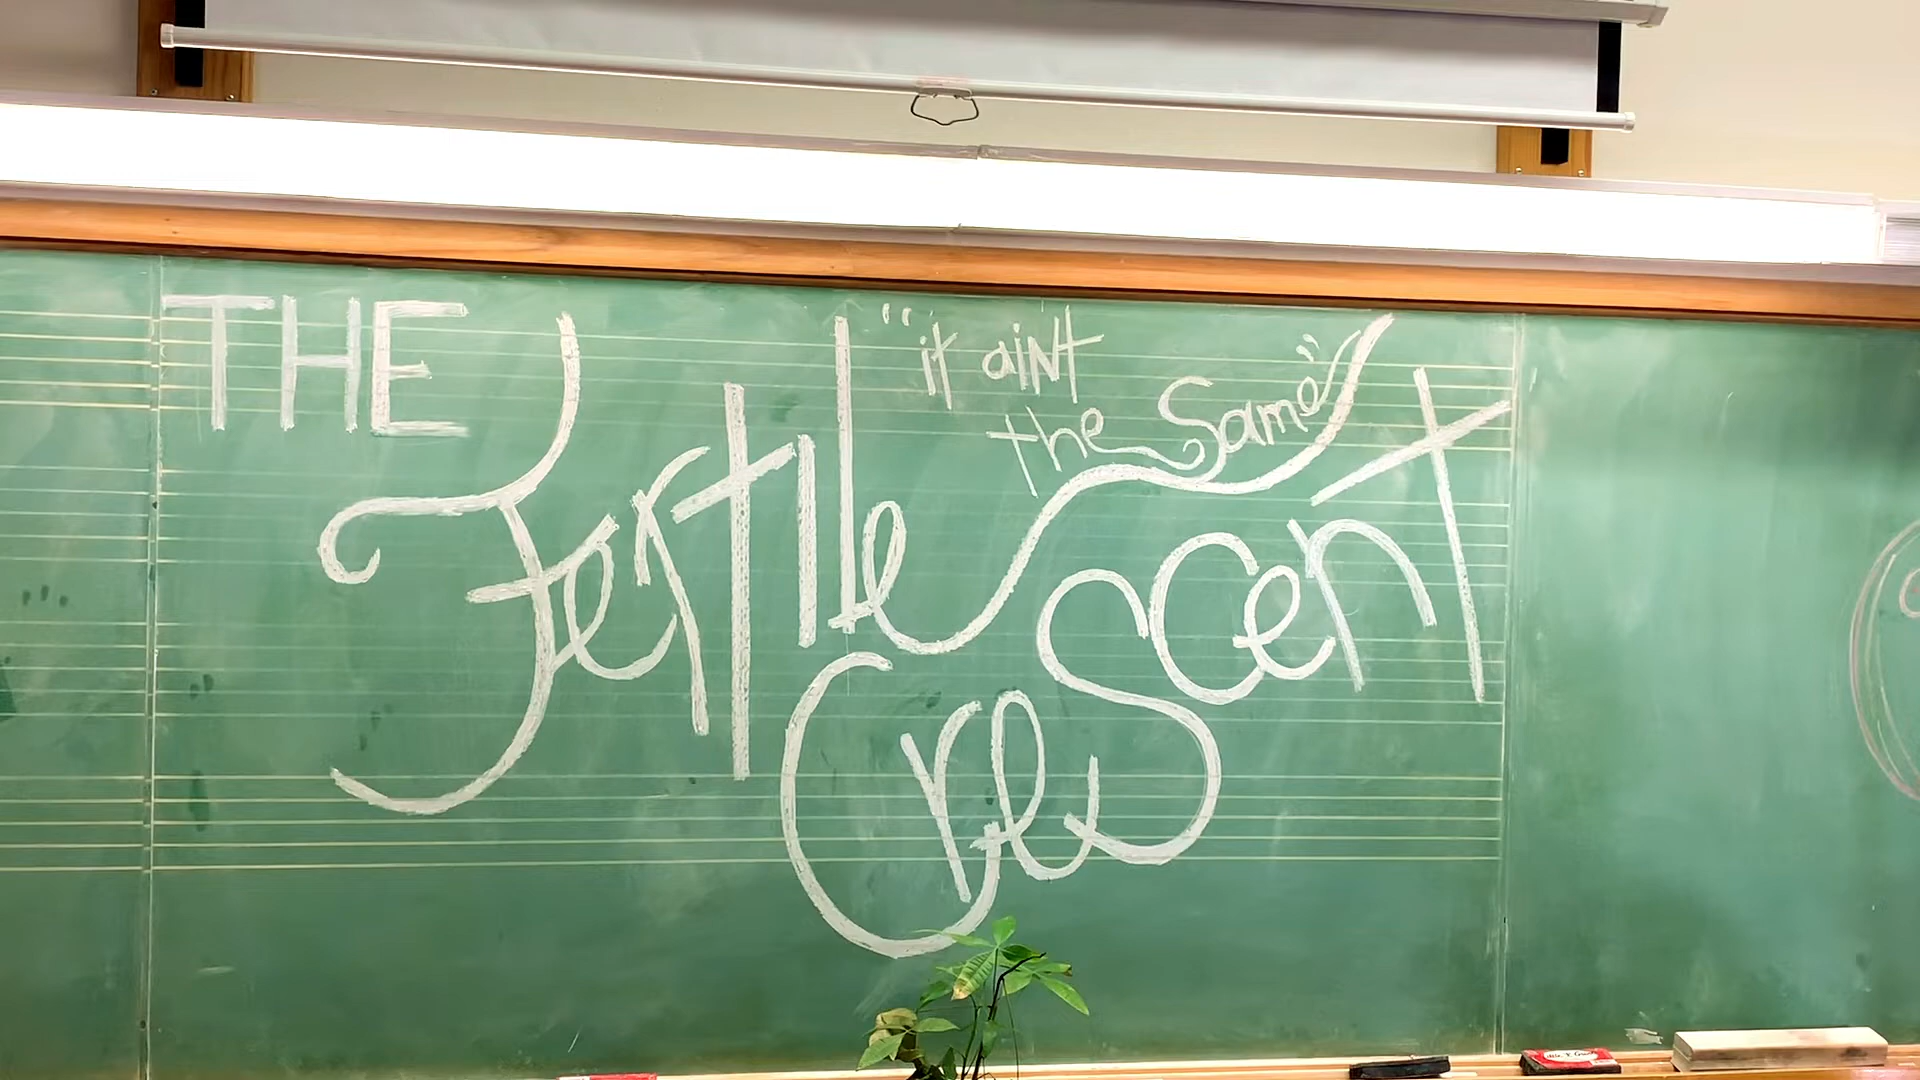 THE
Fertile
"it aint
the Same"
Crescent